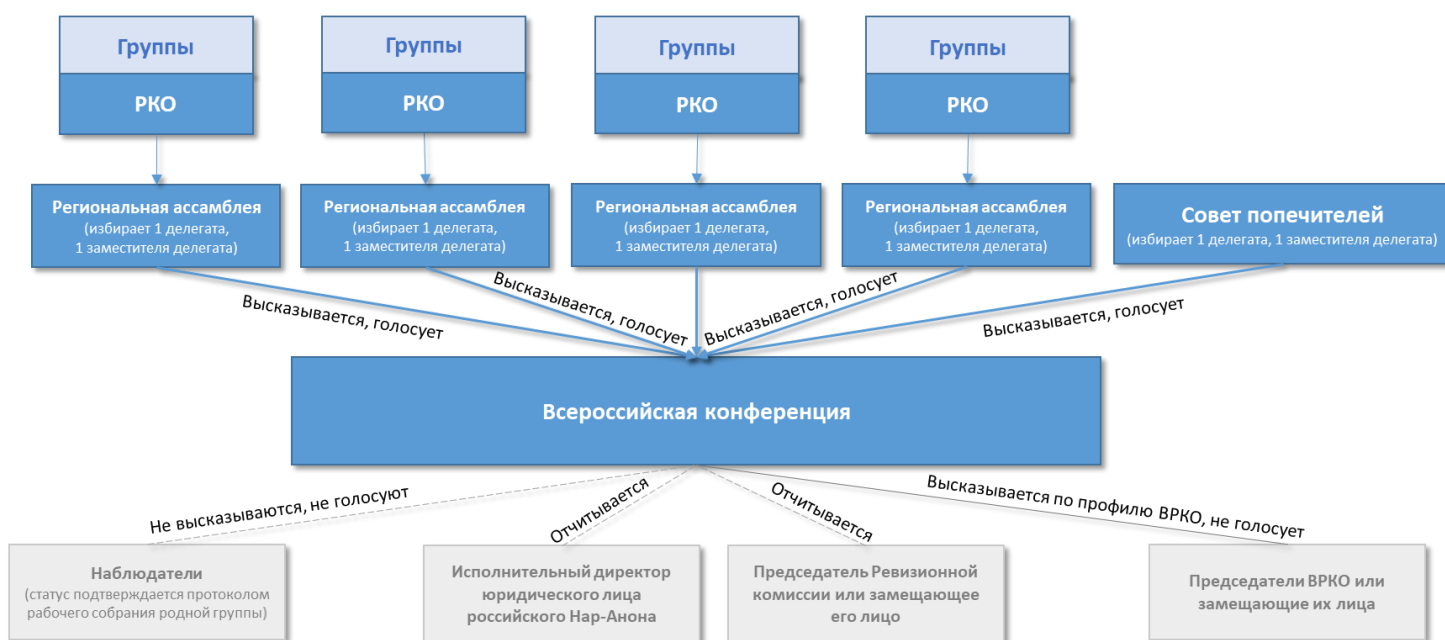 Группы
РКО
Группы
РКО
Группы
РКО
Группы
РКО
Региональная ассамблея
(избирает 1 делегата,
1 заместителя делегата)
Региональная ассамблея
(избирает 1 делегата,
1 заместителя делегата)
Региональная ассамблея
(избирает 1 делегата,
1 заместителя делегата)
Региональная ассамблея
(избирает 1 делегата,
1 заместителя делегата)
Совет попечителей
(избирает 1 делегата, 1 заместителя делегата)
Высказывается, голосует
Высказывается, голосует
Высказывается, голосует
Высказывается, голосует
Всероссийская конференция
Не высказываются, не голосуют
Отчитывается
Отчитывается
Высказывается по профилю ВРКО, не голосует
Наблюдатели
(статус подтверждается протоколом
рабочего собрания родной группы)
Исполнительный директор
юридического лица
российского Нар-Анона
Председатель Ревизионной
комиссии или замещающее
его лицо
Председатели ВРКО или
замещающие их лица